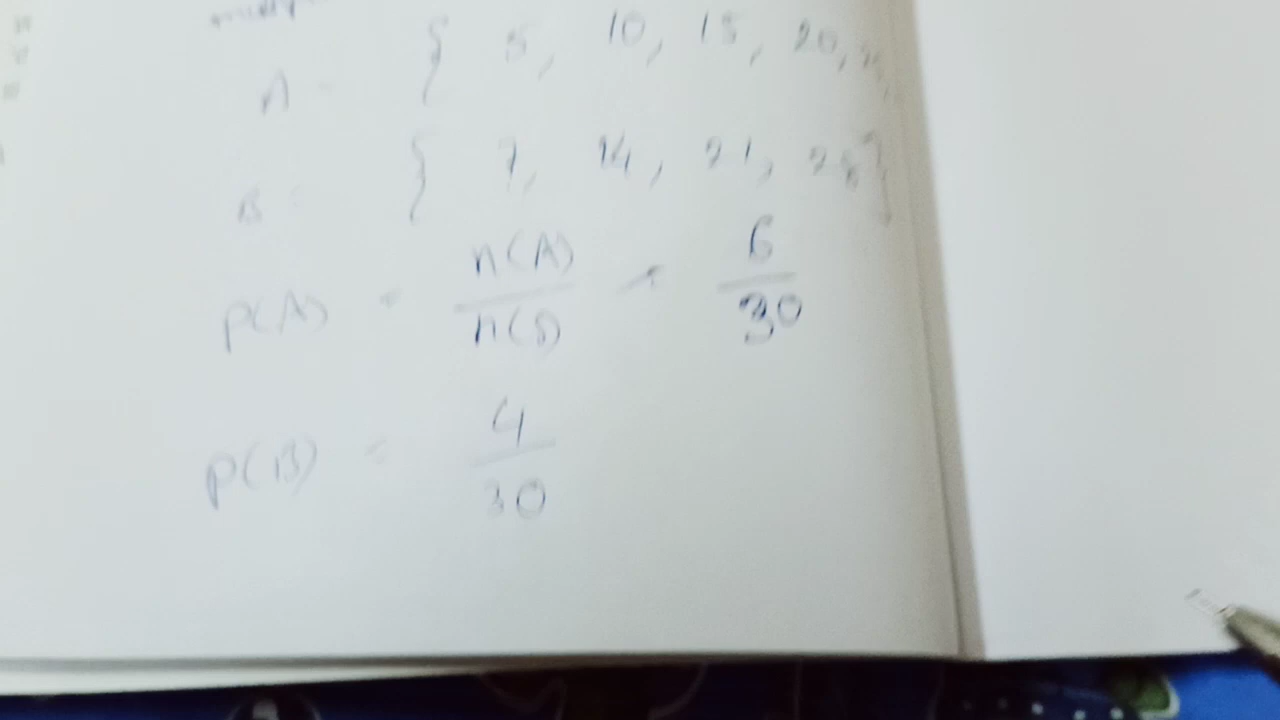 A = { 5, 10, 15, 20,
B = { 7, 14, 21, 28}
P(A) = n(A)/n(S) = 6/30
P(B) = 4/30